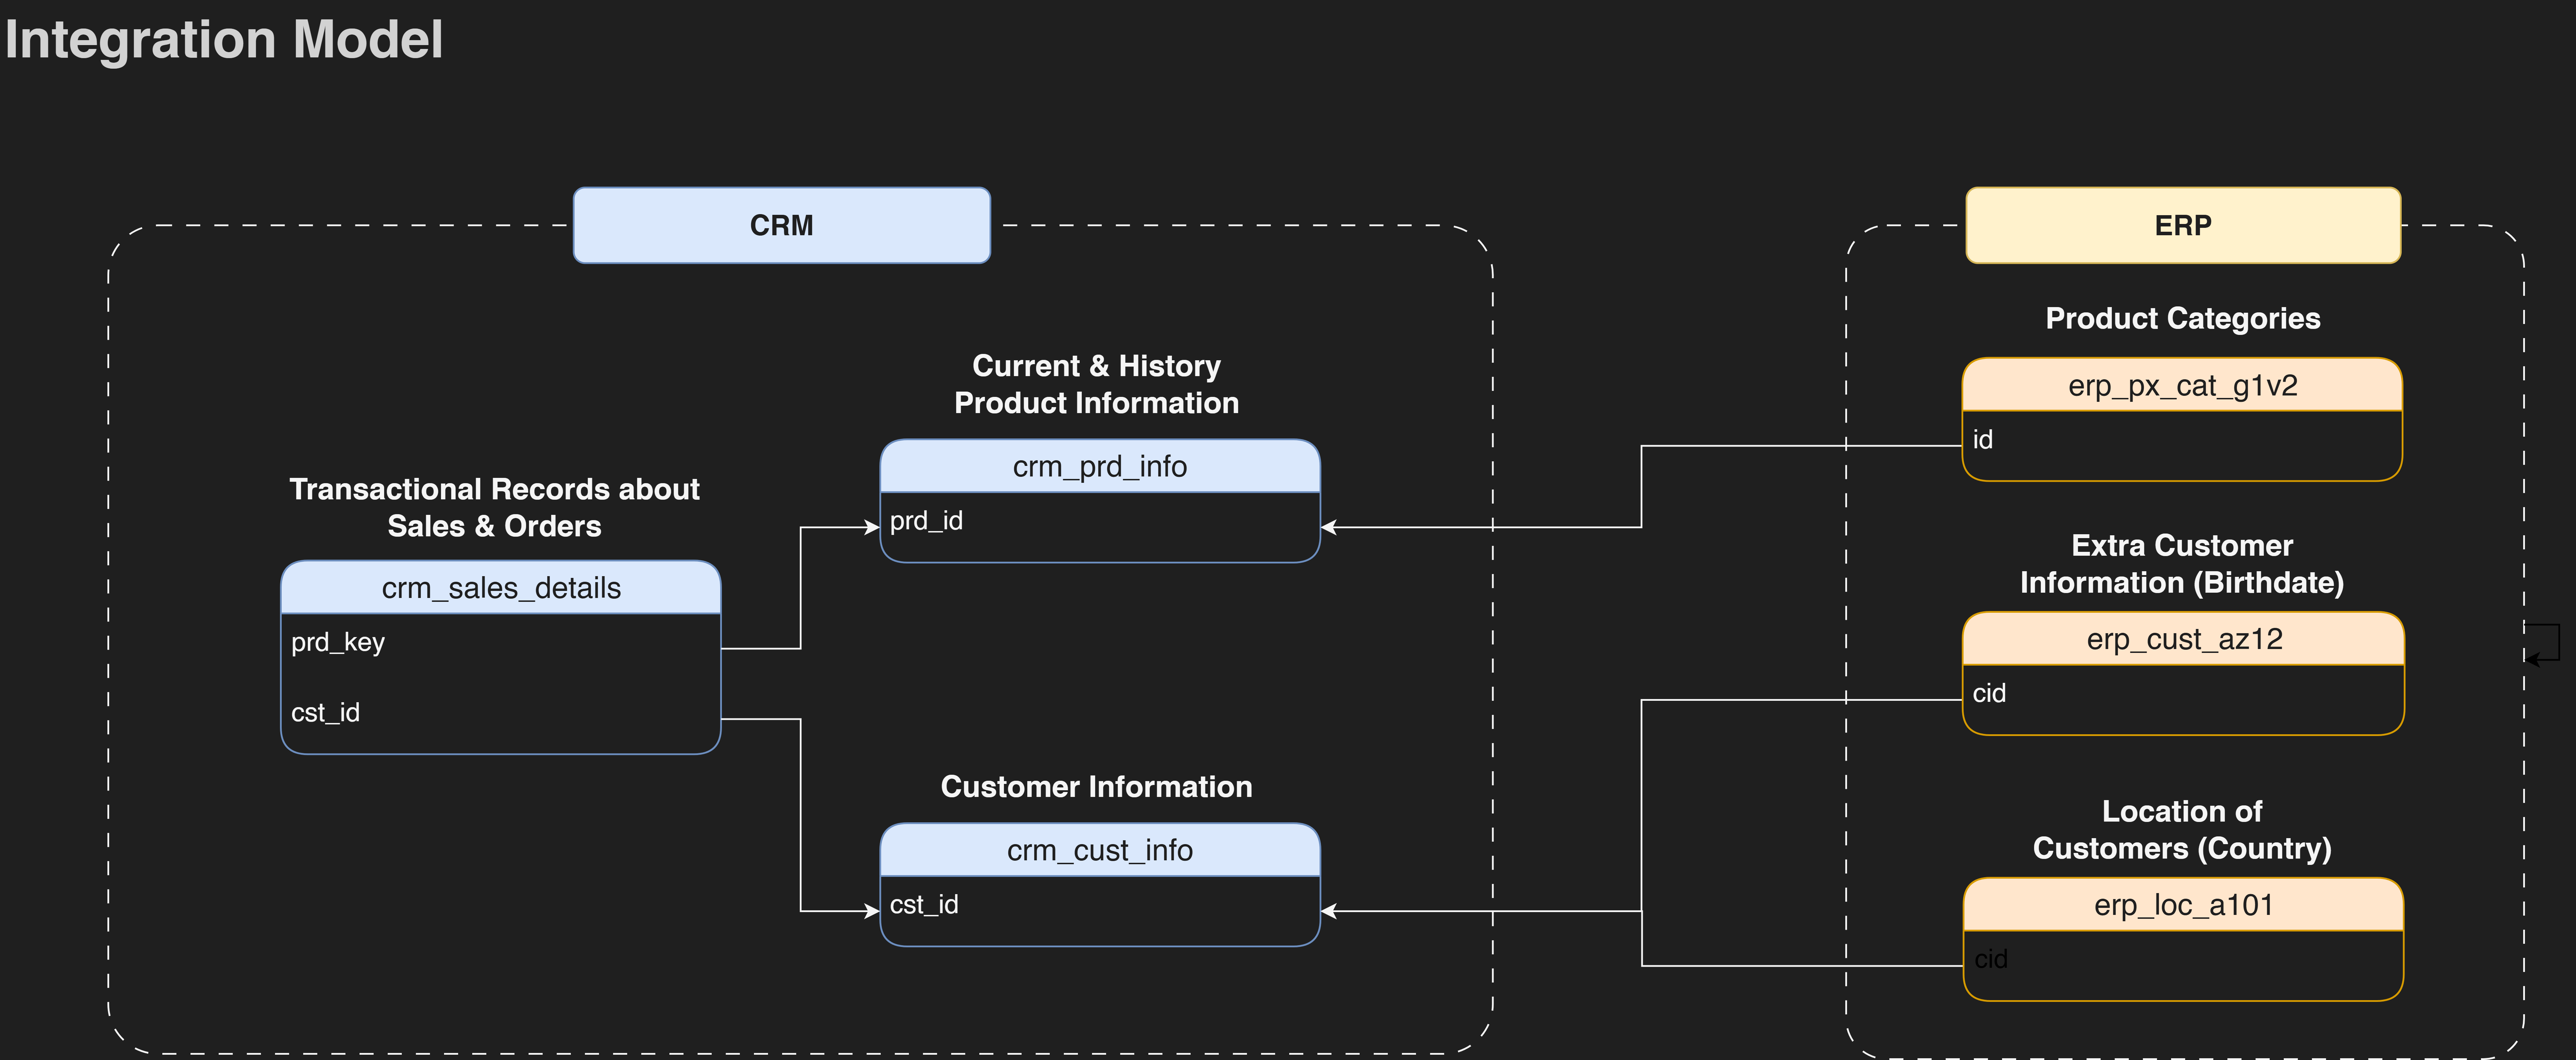 Integration Model
CRM
Current & History
Product Information
crm_prd_info
prd_id
Transactional Records about
Sales & Orders
crm_sales_details
prd_key
cst_id
Customer Information
crm_cust_info
cst_id
ERP
Product Categories
erp_px_cat_g1v2
id
Extra Customer
Information (Birthdate)
erp_cust_az12
cid
Location of
Customers (Country)
erp_loc_a101
cid